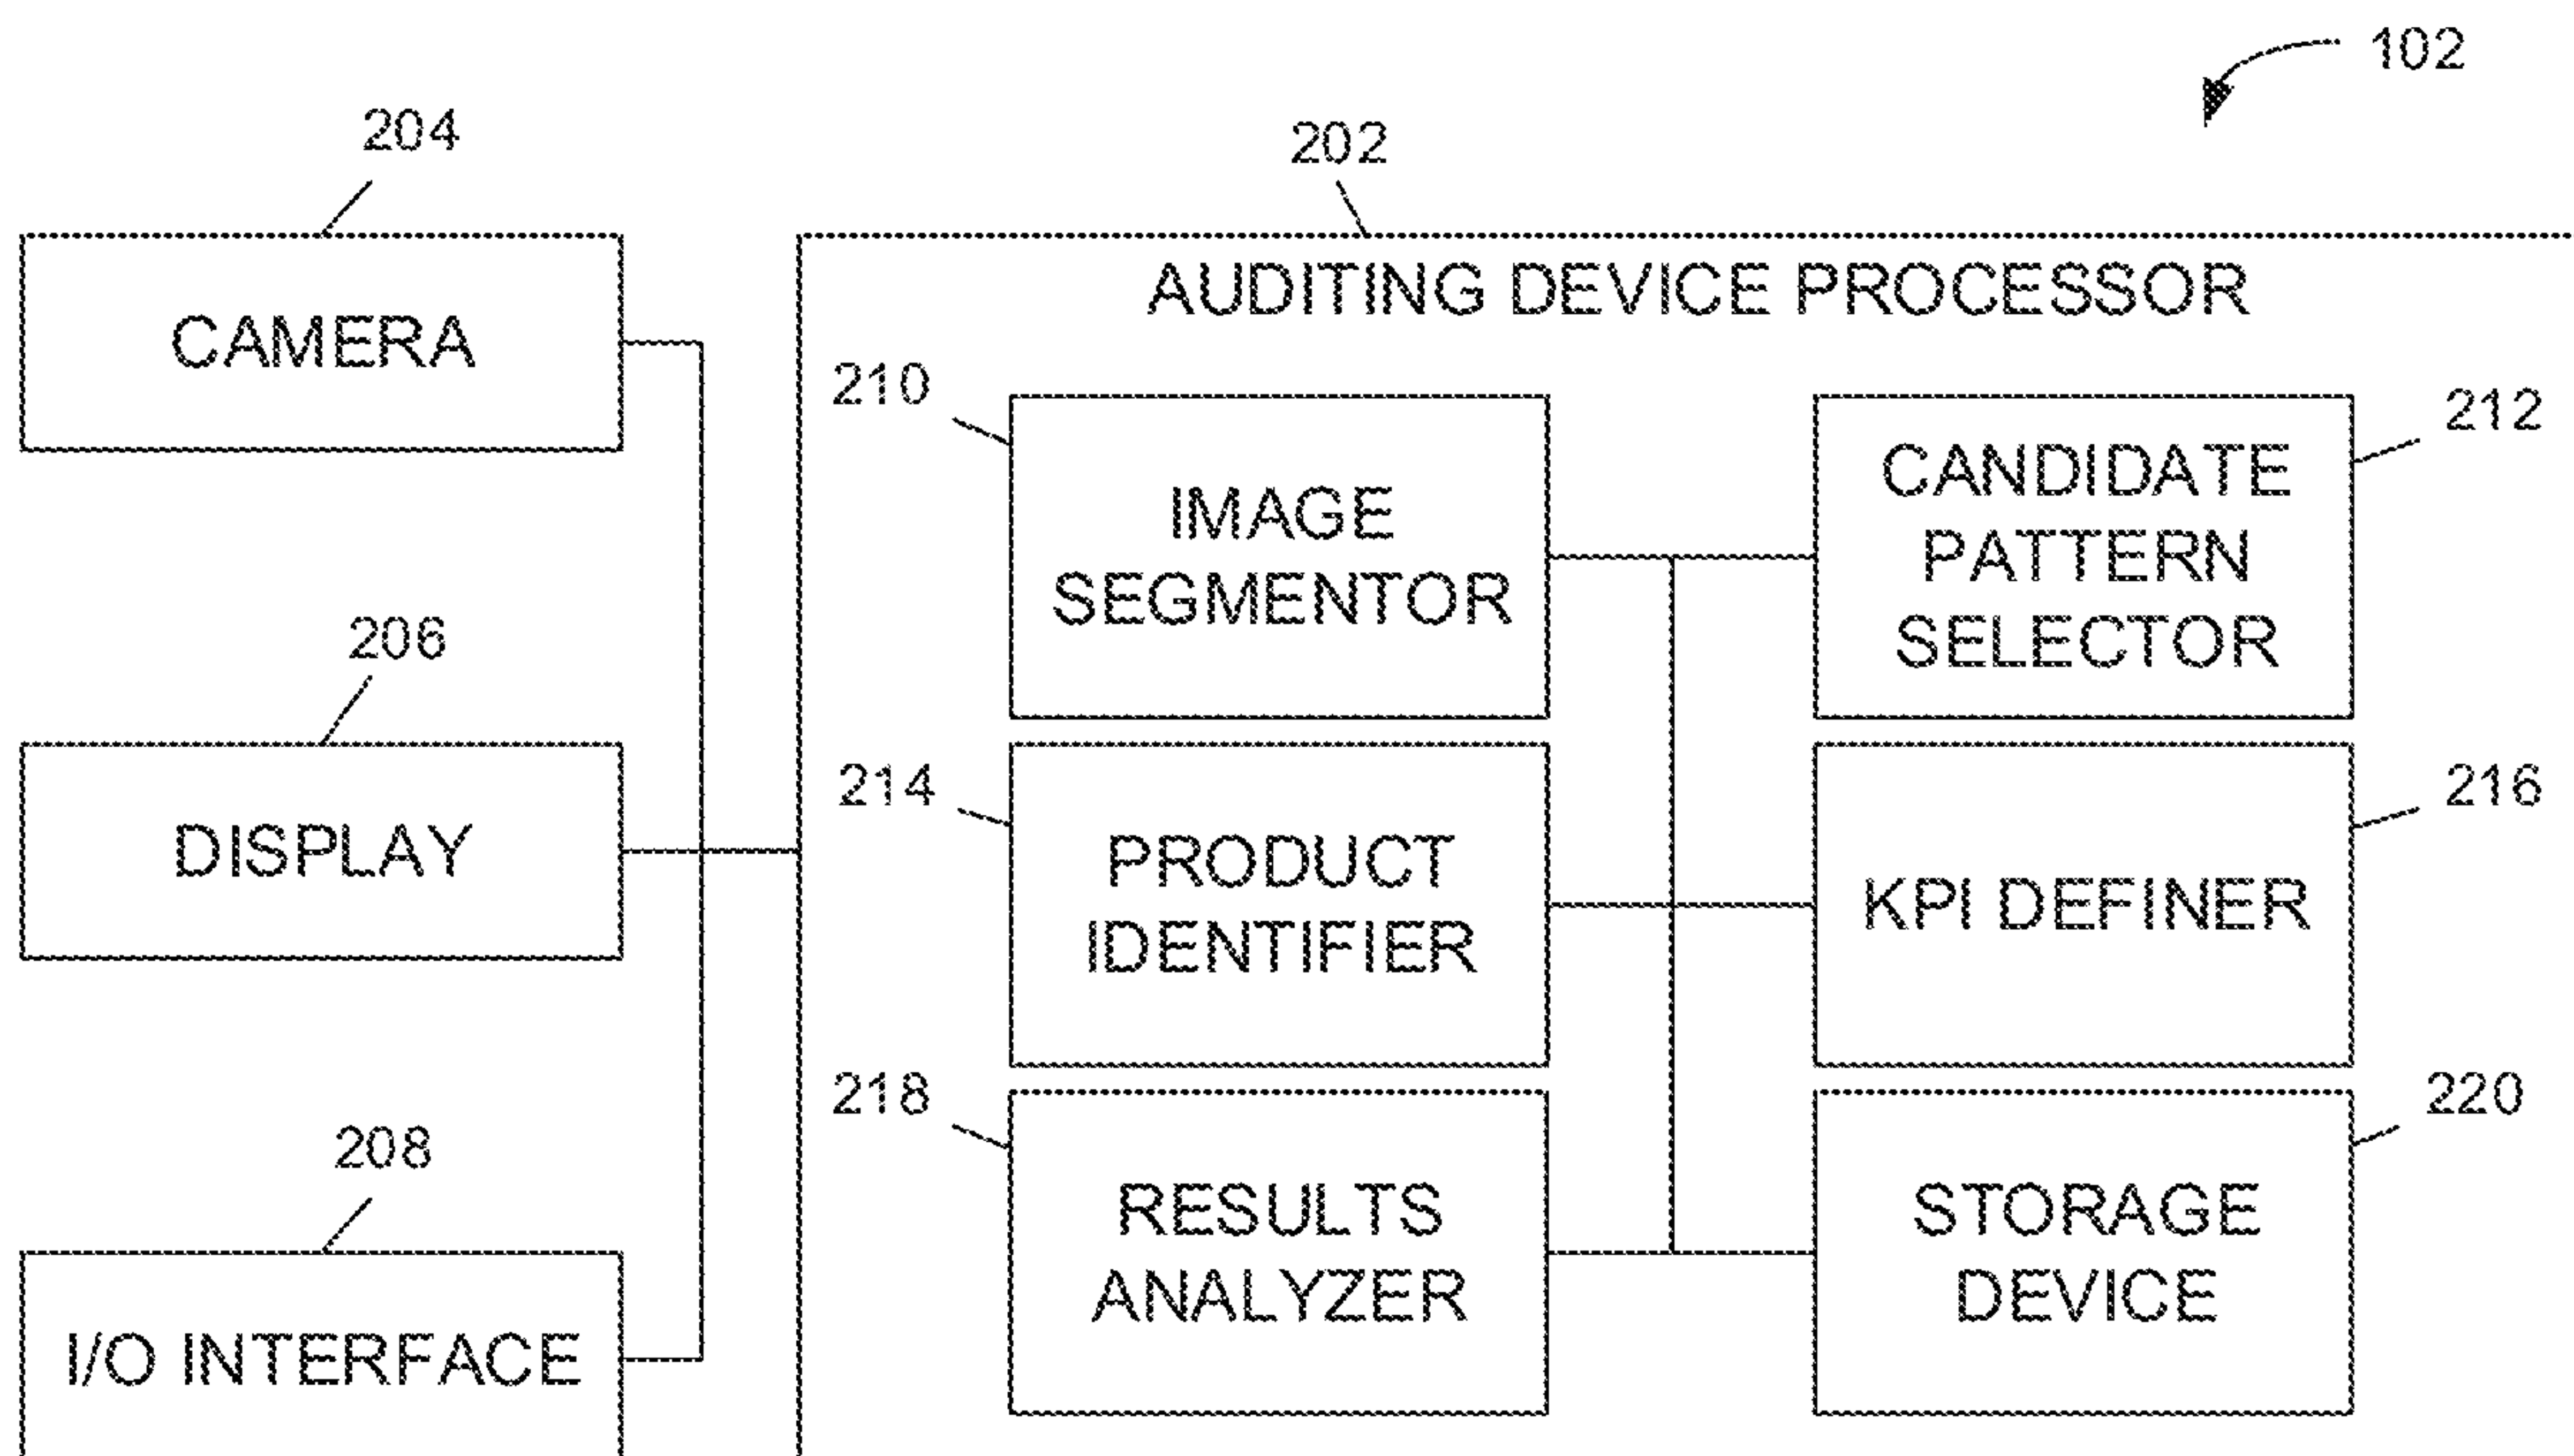 102
204
202
CAMERA
AUDITING DEVICE PROCESSOR
210
IMAGE
SEGMENTOR
212
CANDIDATE
PATTERN
SELECTOR
206
DISPLAY
214
PRODUCT
IDENTIFIER
216
KPI DEFINER
208
I/O INTERFACE
218
RESULTS
ANALYZER
220
STORAGE
DEVICE